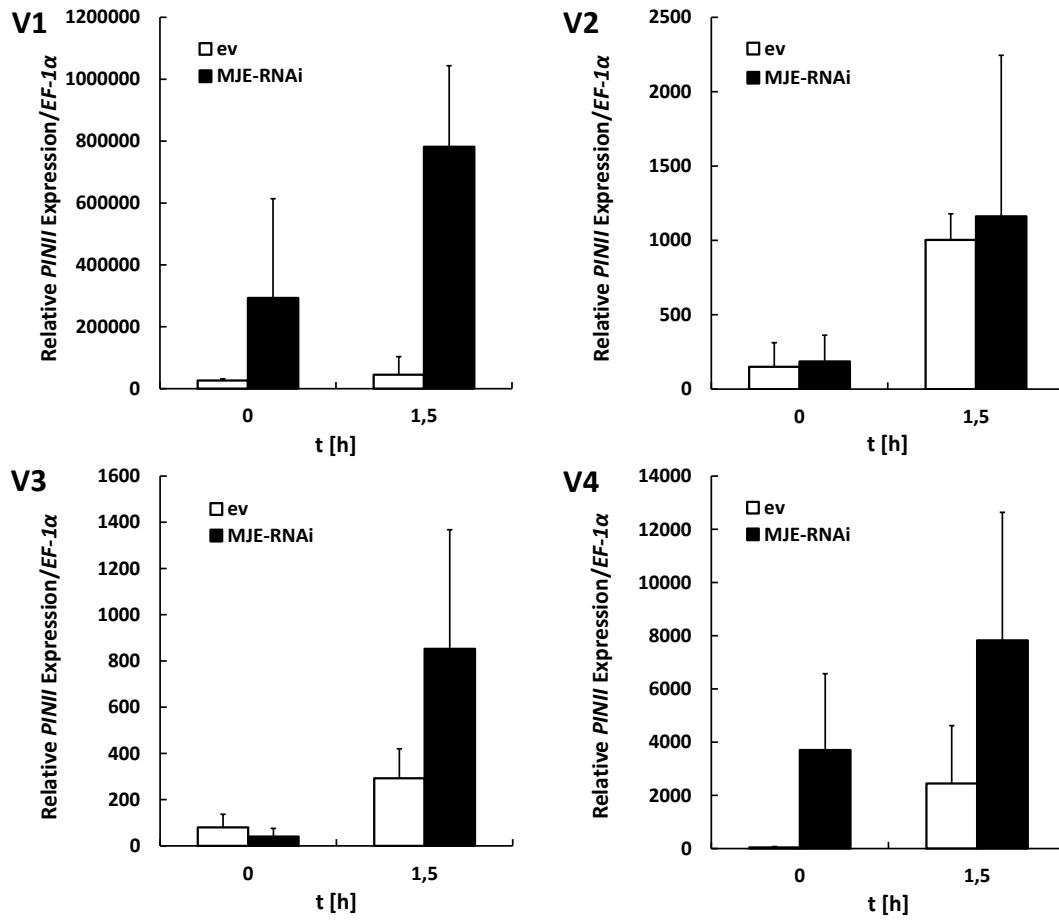 V1
Relative PINII Expression/EF-1α
1200000
1000000
800000
600000
400000
200000
0
ev
MJE-RNAi
0
1,5
t [h]
V2
Relative PINII Expression/EF-1α
2500
2000
1500
1000
500
0
ev
MJE-RNAi
0
1,5
t [h]
V3
Relative PINII Expression/EF-1α
1600
1400
1200
1000
800
600
400
200
0
ev
MJE-RNAi
0
1,5
t [h]
V4
Relative PINII Expression/EF-1α
14000
12000
10000
8000
6000
4000
2000
0
ev
MJE-RNAi
0
1,5
t [h]